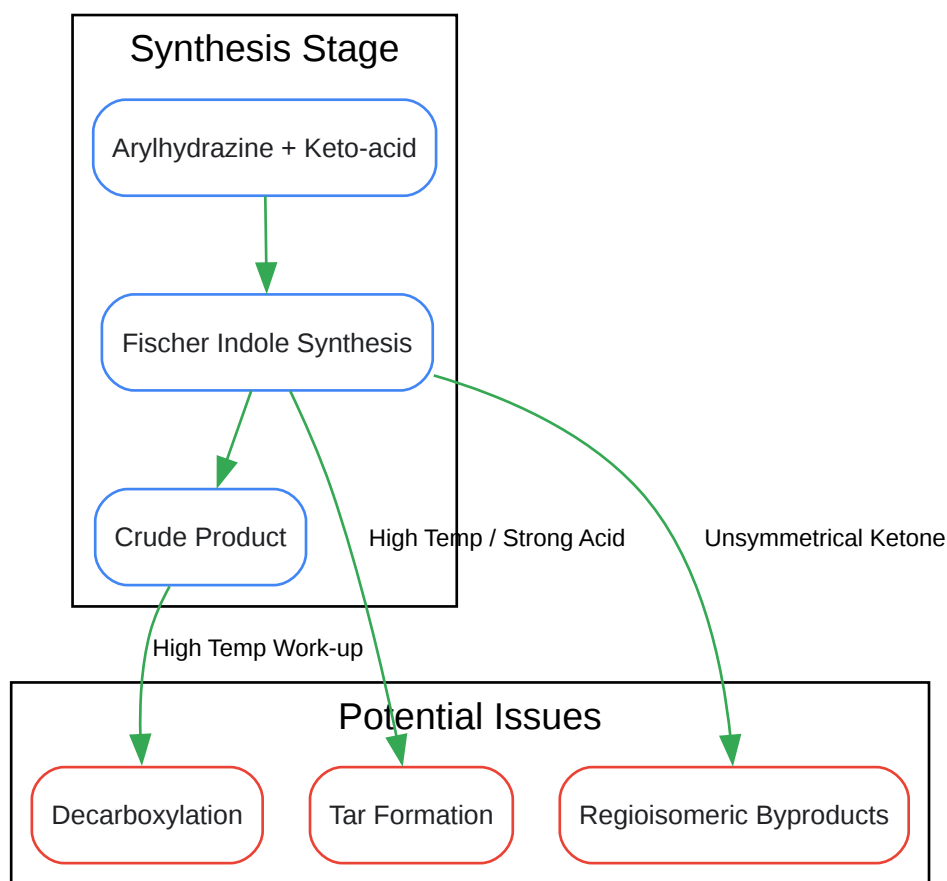 Synthesis Stage
Arylhydrazine + Keto-acid
Fischer Indole Synthesis
Crude Product
High Temp / Strong Acid
Unsymmetrical Ketone
High Temp Work-up
Potential Issues
Decarboxylation
Tar Formation
Regioisomeric Byproducts